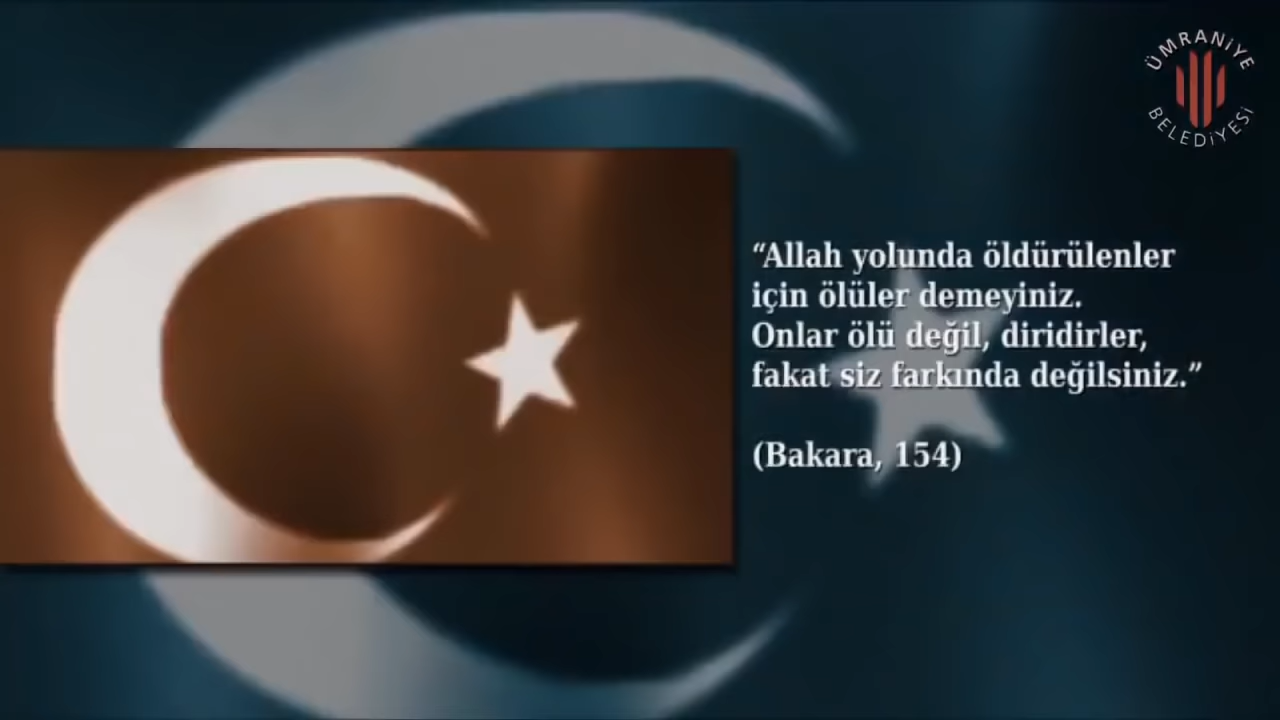 ÜMRANİYE
BELEDİYESİ
“Allah yolunda öldürülenler
için ölüler demeyiniz.
Onlar ölü değil, diridirler,
fakat siz farkında değilsiniz.”
(Bakara, 154)